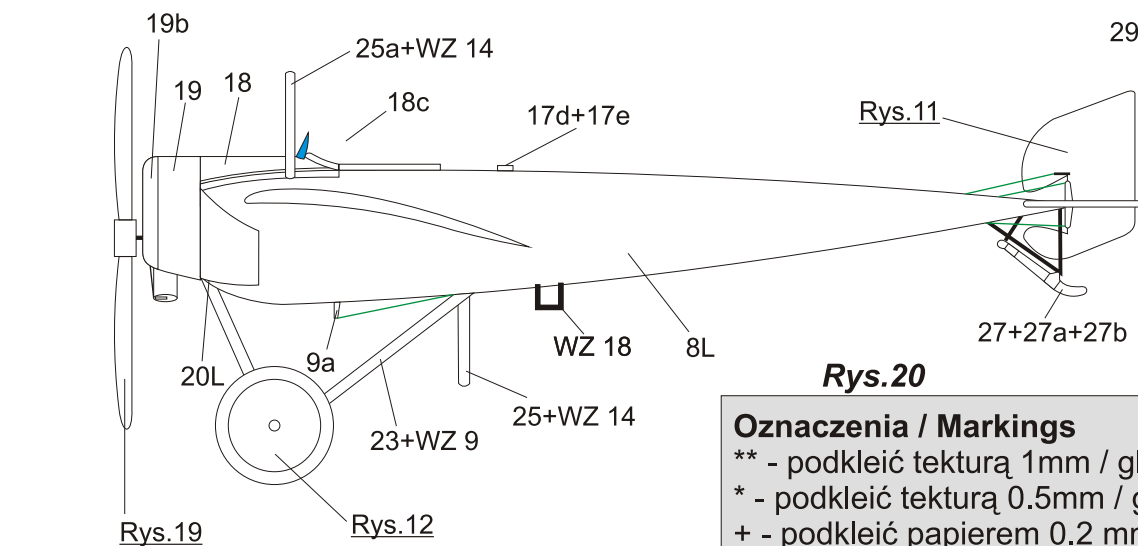 19b
29
25a+WZ 14
19
18
18c
17d+17e
Rys.11
27+27a+27b
WZ 18
8L
9a
20L
Rys.20
25+WZ 14
23+WZ 9
Oznaczenia / Markings
** - podkleić tekturą 1mm /
* - podkleić tekturą 0.5mm /
+ - podkleić papierem 0,2
Rys.19
Rys.12